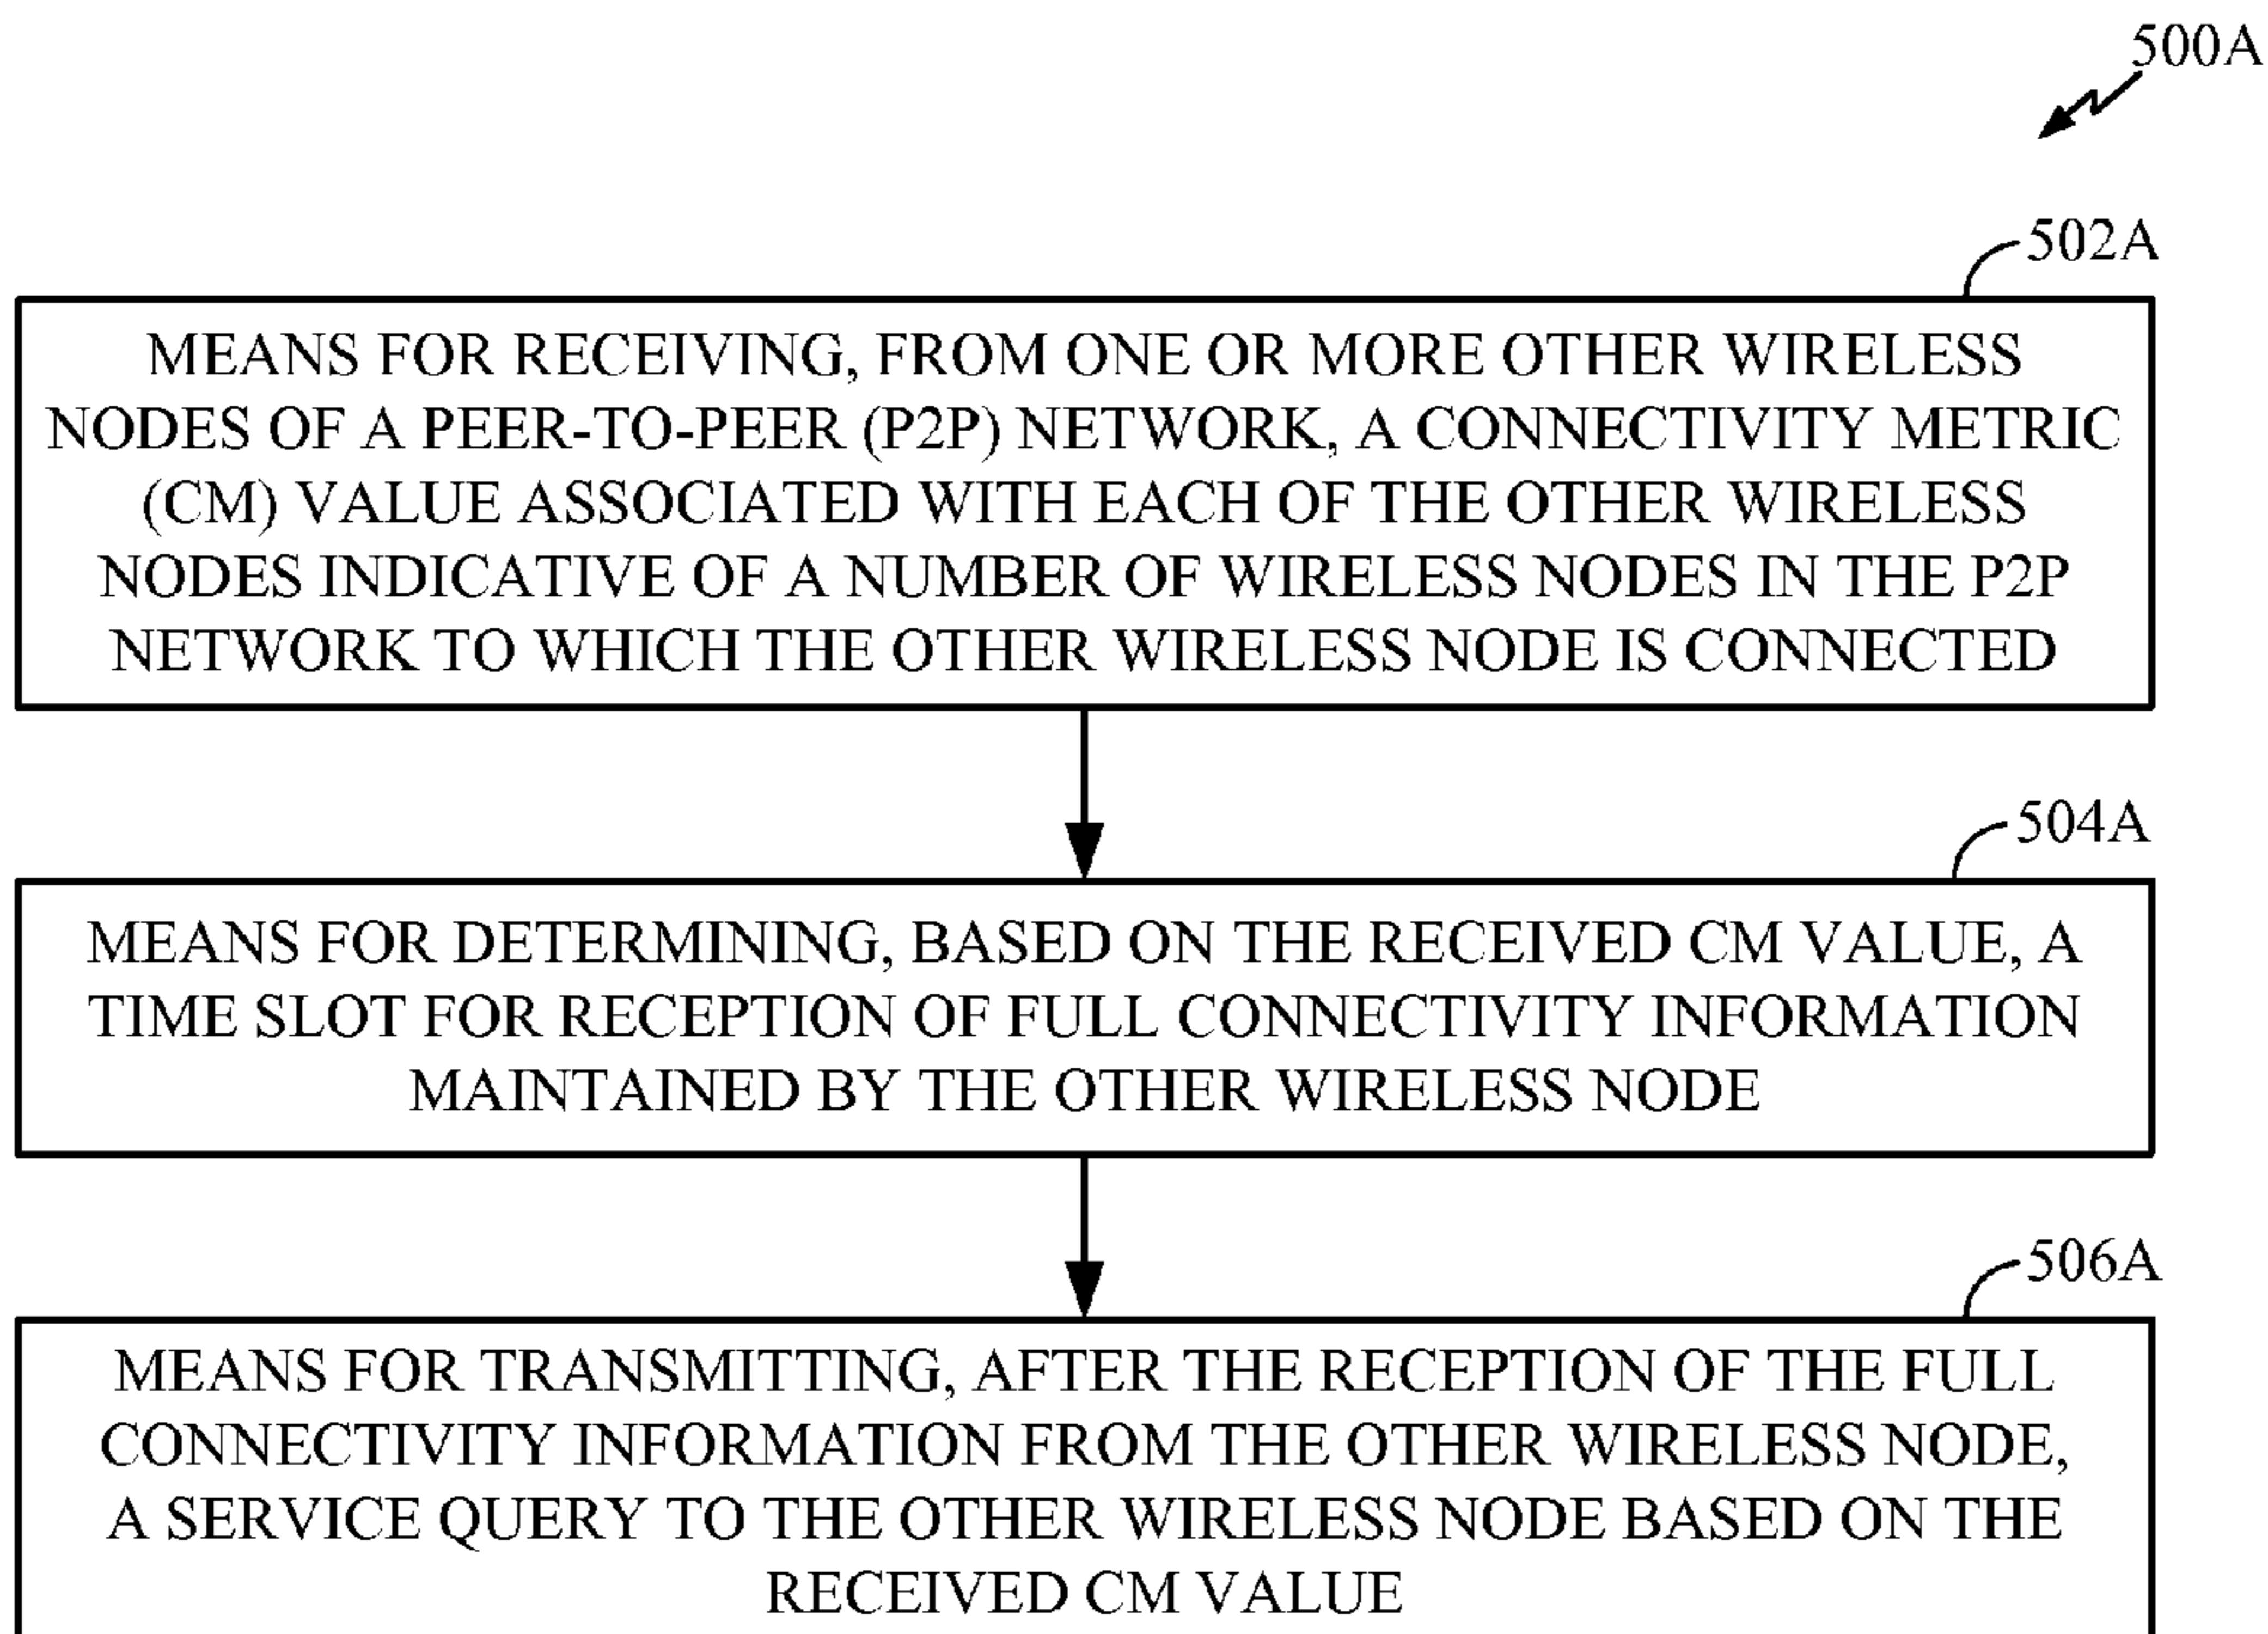 500A
502A
MEANS FOR RECEIVING, FROM ONE OR MORE OTHER WIRELESS
NODES OF A PEER-TO-PEER (P2P) NETWORK, A CONNECTIVITY METRIC
(CM) VALUE ASSOCIATED WITH EACH OF THE OTHER WIRELESS
NODES INDICATIVE OF A NUMBER OF WIRELESS NODES IN THE P2P
NETWORK TO WHICH THE OTHER WIRELESS NODE IS CONNECTED
504A
MEANS FOR DETERMINING, BASED ON THE RECEIVED CM VALUE, A
TIME SLOT FOR RECEPTION OF FULL CONNECTIVITY INFORMATION
MAINTAINED BY THE OTHER WIRELESS NODE
506A
MEANS FOR TRANSMITTING, AFTER THE RECEPTION OF THE FULL
CONNECTIVITY INFORMATION FROM THE OTHER WIRELESS NODE,
A SERVICE QUERY TO THE OTHER WIRELESS NODE BASED ON THE
RECEIVED CM VALUE